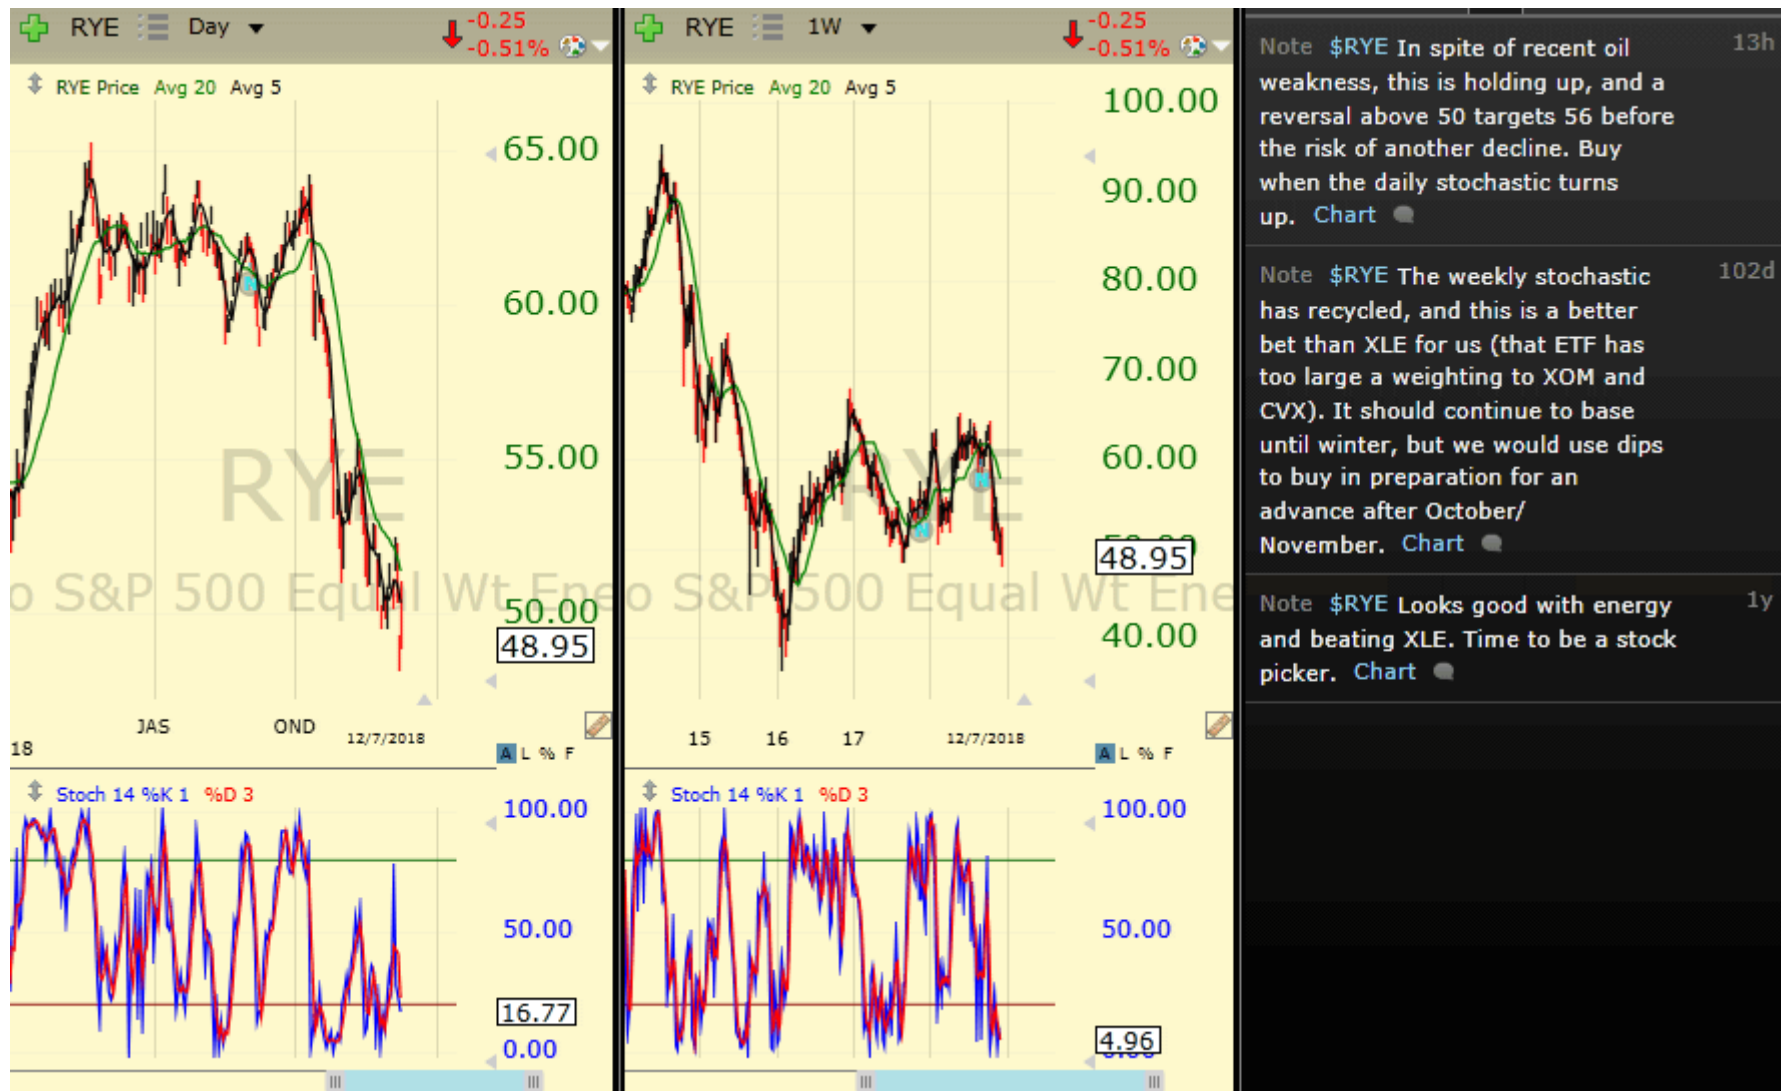 RYE Day -0.25
-0.51%
RYE Price Avg 20 Avg 5
65.00
60.00
55.00
50.00
48.95
RYE
o S&P 500 Equal Wt Ene
JAS OND
18 12/7/2018
A L % F
Stoch 14 %K 1 %D 3
100.00
50.00
16.77
0.00
RYE 1W -0.25
-0.51%
RYE Price Avg 20 Avg 5
100.00
90.00
80.00
70.00
60.00
50.00
48.95
40.00
RYE
o S&P 500 Equal Wt Ene
15 16 17 12/7/2018
A L % F
Stoch 14 %K 1 %D 3
100.00
50.00
4.96
0.00
Note $RYE In spite of recent oil 13h
weakness, this is holding up, and a
reversal above 50 targets 56 before
the risk of another decline. Buy
when the daily stochastic turns
up. Chart
Note $RYE The weekly stochastic 102d
has recycled, and this is a better
bet than XLE for us (that ETF has
too large a weighting to XOM and
CVX). It should continue to base
until winter, but we would use dips
to buy in preparation for an
advance after October/
November. Chart
Note $RYE Looks good with energy 1y
and beating XLE. Time to be a stock
picker. Chart